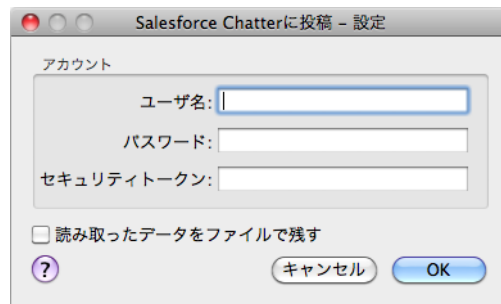 Salesforce Chatterに投稿 – 設定
アカウント
ユーザ名:
パスワード:
セキュリティトークン:
読み取ったデータをファイルで残す
?
キャンセル
OK